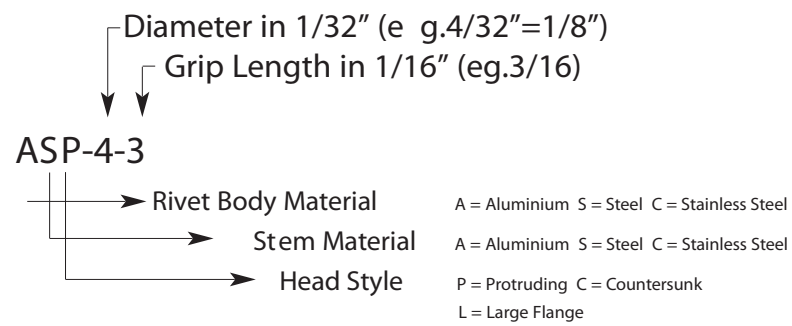 Diameter in 1/32” (e g.4/32”=1/8”)
Grip Length in 1/16” (eg.3/16)
ASP-4-3
Rivet Body Material A = Aluminium S = Steel C = Stainless Steel
Stem Material A = Aluminium S = Steel C = Stainless Steel
Head Style P = Protruding C = Countersunk
L = Large Flange